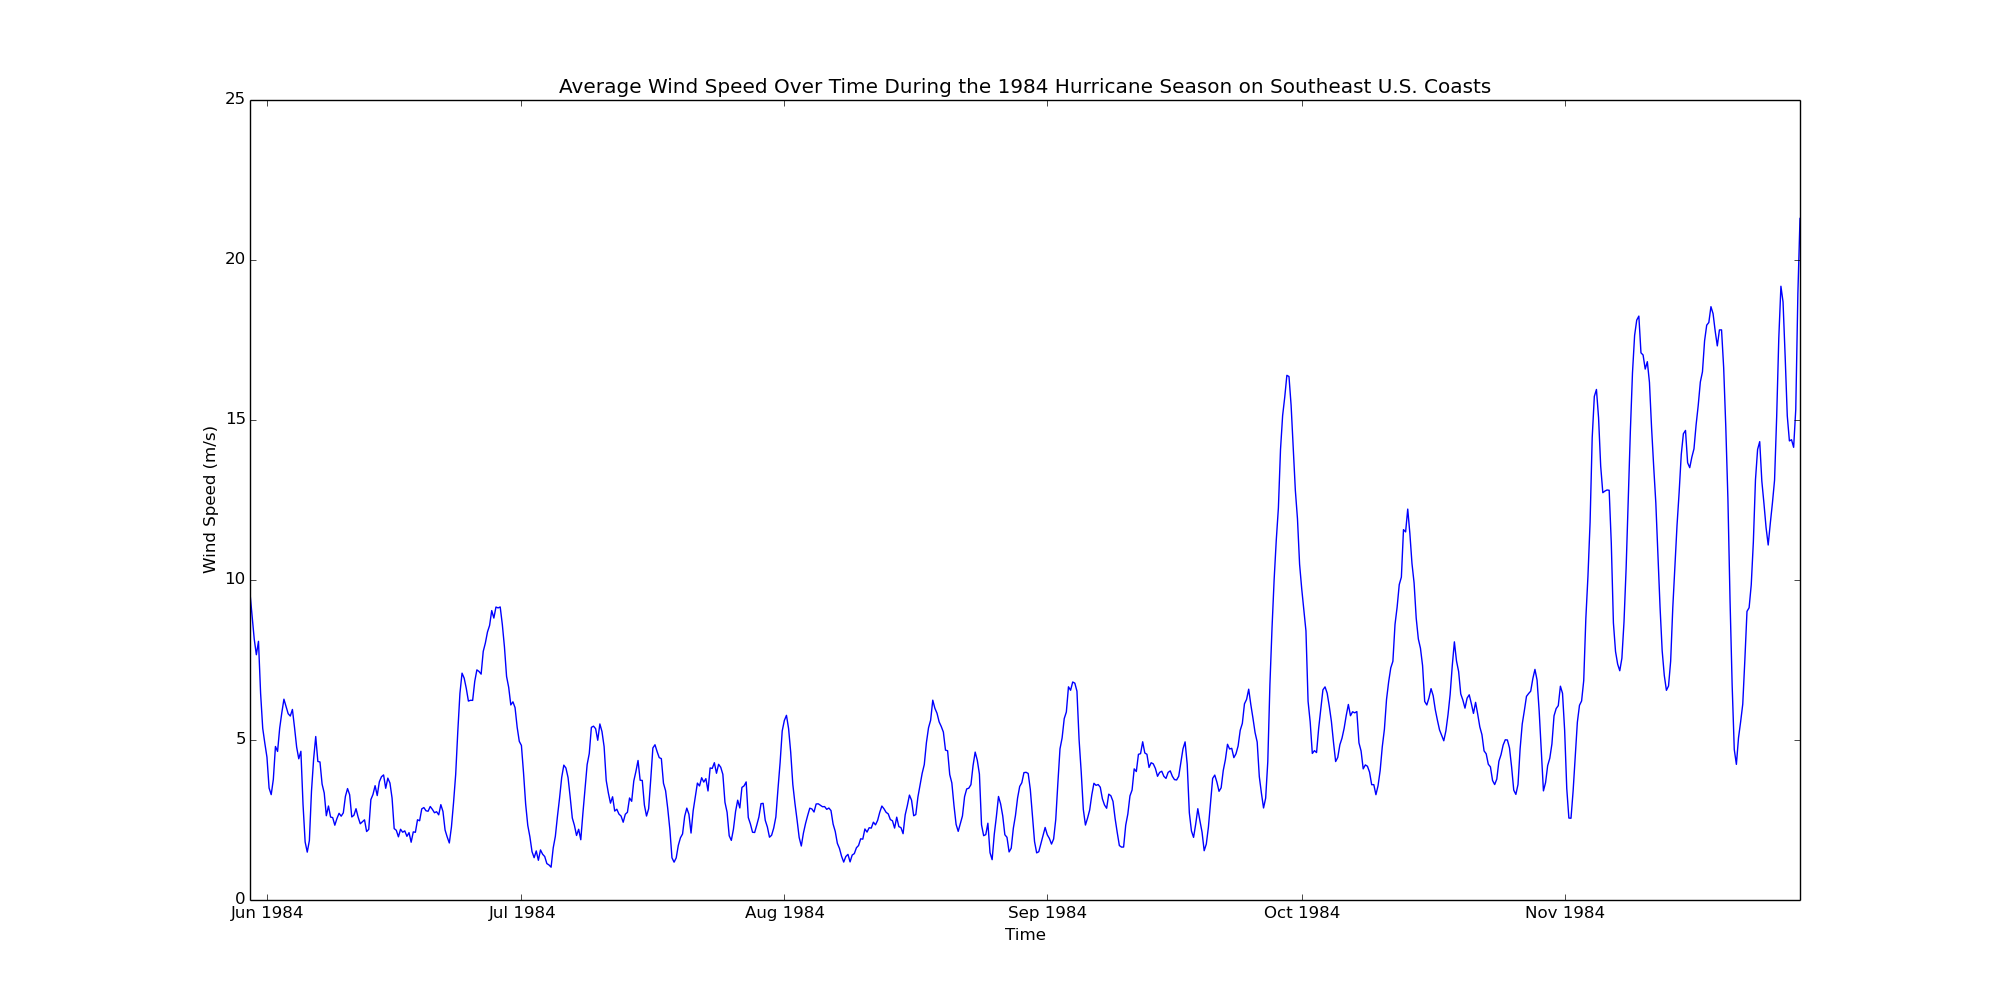 Average Wind Speed Over Time During the 1984 Hurricane Season on Southeast U.S. Coasts
25
20
15
10
5
0
Wind Speed (m/s)
Jun 1984 Jul 1984 Aug 1984 Sep 1984 Oct 1984 Nov 1984
Time